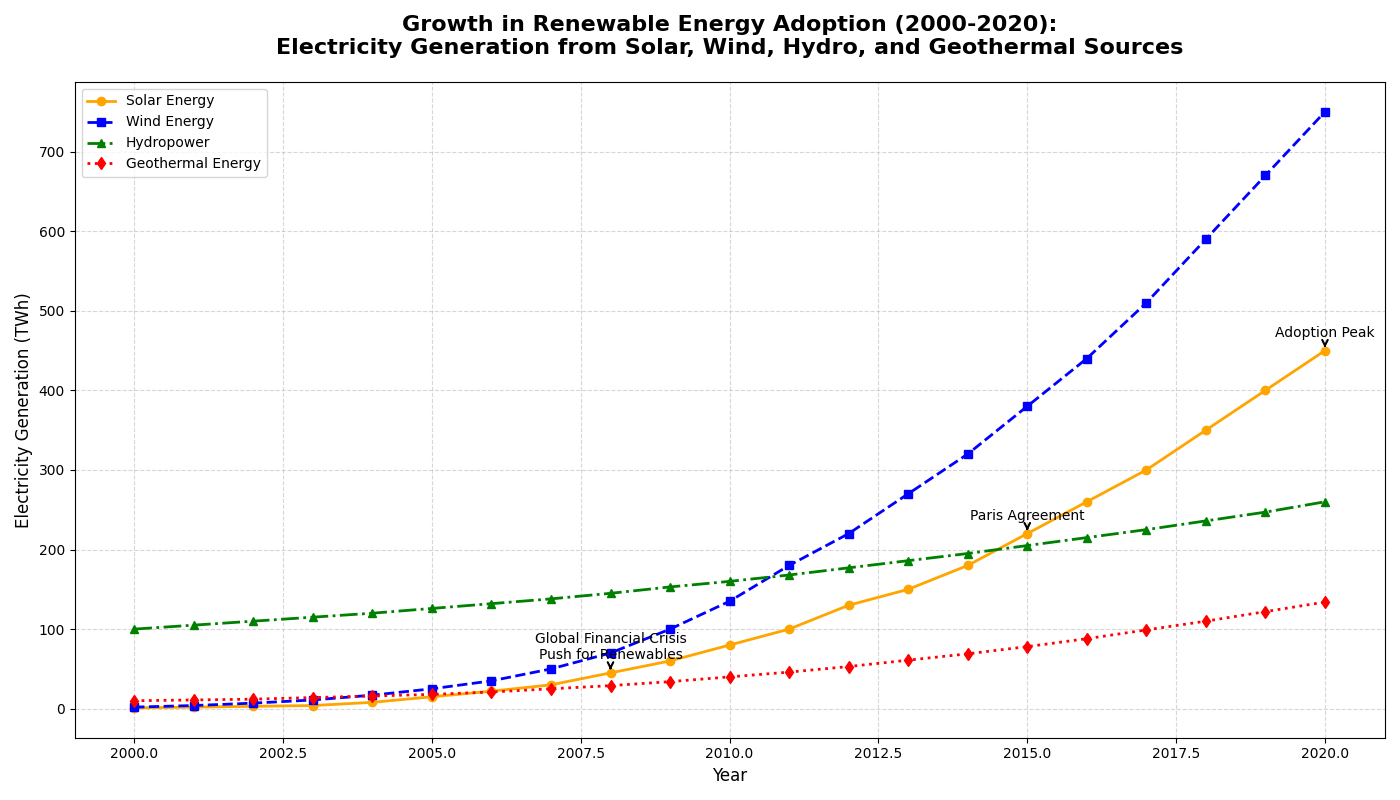 Growth in Renewable Energy Adoption (2000-2020):
Electricity Generation from Solar, Wind, Hydro, and Geothermal Sources
Solar Energy
Wind Energy
Hydropower
Geothermal Energy
Electricity Generation (TWh)
700
600
500
400
300
200
100
0
Adoption Peak
Paris Agreement
Global Financial Crisis
Push for Renewables
2000.0
2002.5
2005.0
2007.5
2010.0
2012.5
2015.0
2017.5
2020.0
Year